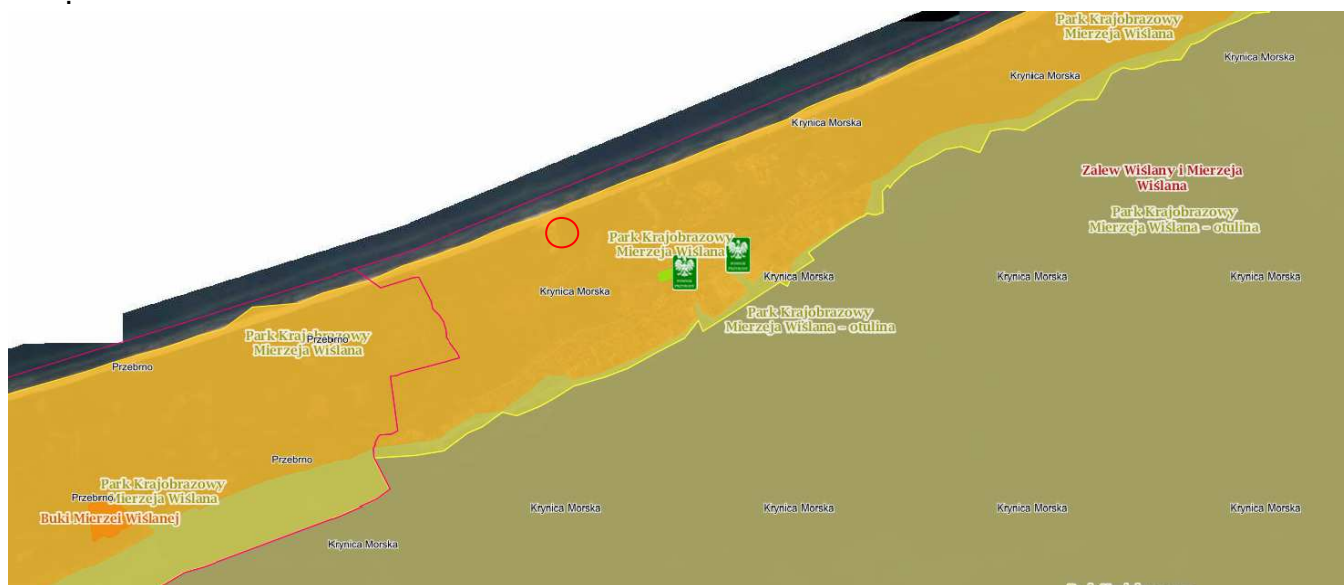 Park Krajobrazowy
Mierzeja Wiślana
Krynica Morska
Krynica Morska
Krynica Morska
Zalew Wiślany i Mierzeja
Wiślana
Park Krajobrazowy
Mierzeja Wiślana – otulina
Park Krajobrazowy
Mierzeja Wiślana
Krynica Morska
Krynica Morska
Krynica Morska
Krynica Morska
Park Krajobrazowy
Mierzeja Wiślana – otulina
Park Krajobrazowy
Mierzeja Wiślana
Przebrno
Przebrno
Przebrno
Park Krajobrazowy
Mierzeja Wiślana
Przebrno
Buki Mierzei Wiślanej
Krynica Morska
Krynica Morska
Krynica Morska
Krynica Morska
Krynica Morska